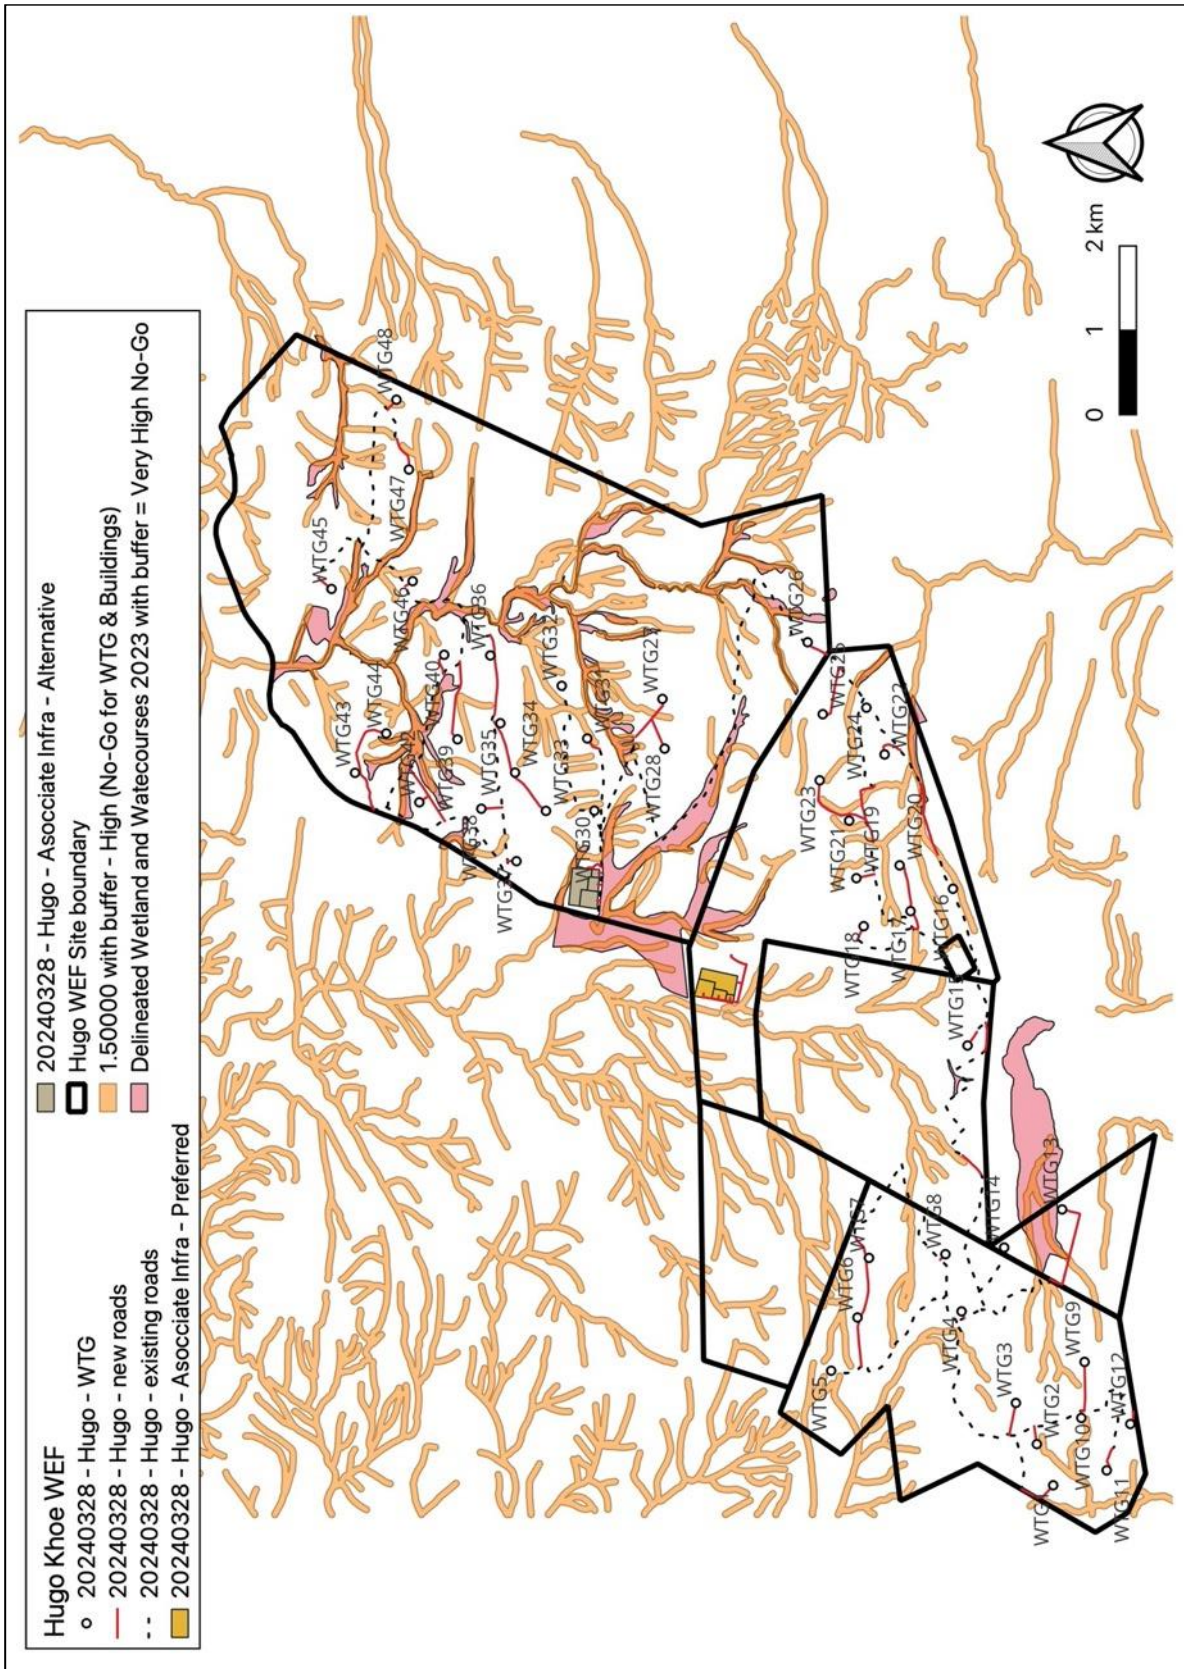 Hugo Khoe WEF
20240328 - Hugo - WTG
20240328 - Hugo - new roads
20240328 - Hugo - existing roads
20240328 - Hugo - Asocciate Infra - Preferred
20240328 - Hugo - Asocciate Infra - Alternative
Hugo WEF Site boundary
1.50000 with buffer - High (No-Go for WTG & Buildings)
Delineated Wetland and Watecourses 2023 with buffer = Very High No-Go
WTG45
WTG48
WTG47
WTG43
WTG44
WTG46
WTG42
WTG40
WTG36
WTG39
WTG38
WTG35
WTG37
WTG34
WTG32
WTG33
WTG31
WTG30
WTG28
WTG27
WTG26
WTG25
WTG24
WTG22
WTG23
WTG21
WTG19
WTG20
WTG18
WTG17
WTG16
WTG15
WTG14
WTG13
WTG7
WTG6
WTG8
WTG5
WTG4
WTG3
WTG2
WTG9
WTG10
WTG12
WTG11
0 1 2 km